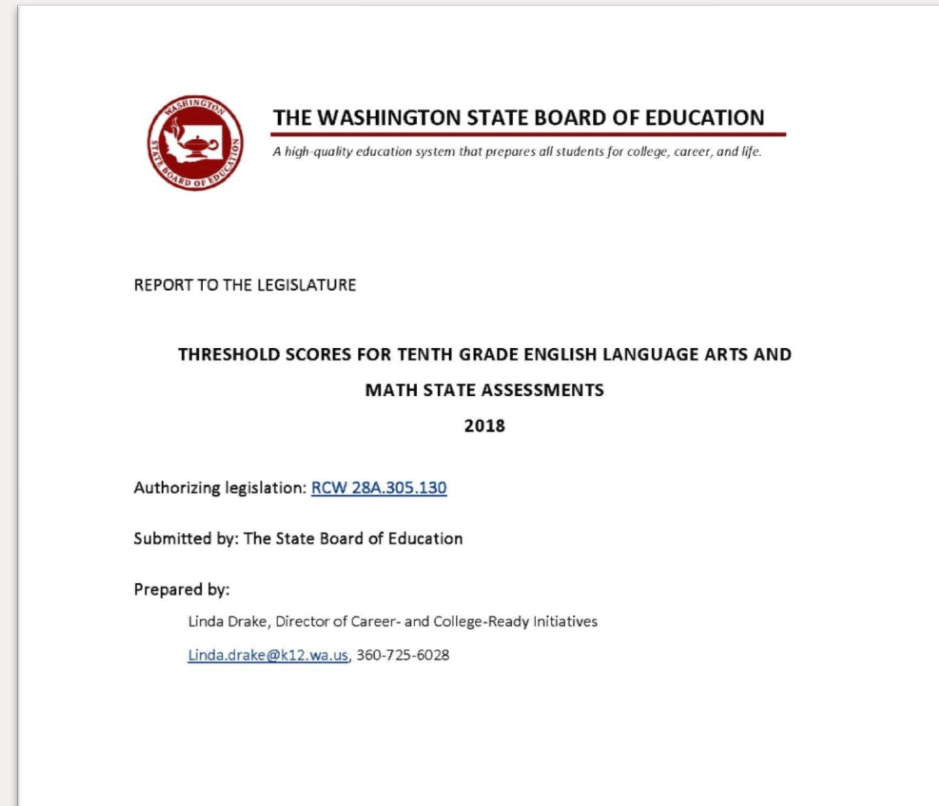 WASHINGTON
STATE BOARD OF EDUCATION
THE WASHINGTON STATE BOARD OF EDUCATION
A high-quality education system that prepares all students for college, career, and life.
REPORT TO THE LEGISLATURE
THRESHOLD SCORES FOR TENTH GRADE ENGLISH LANGUAGE ARTS AND
MATH STATE ASSESSMENTS
2018
Authorizing legislation: RCW 28A.305.130
Submitted by: The State Board of Education
Prepared by:
Linda Drake, Director of Career- and College-Ready Initiatives
Linda.drake@k12.wa.us, 360-725-6028